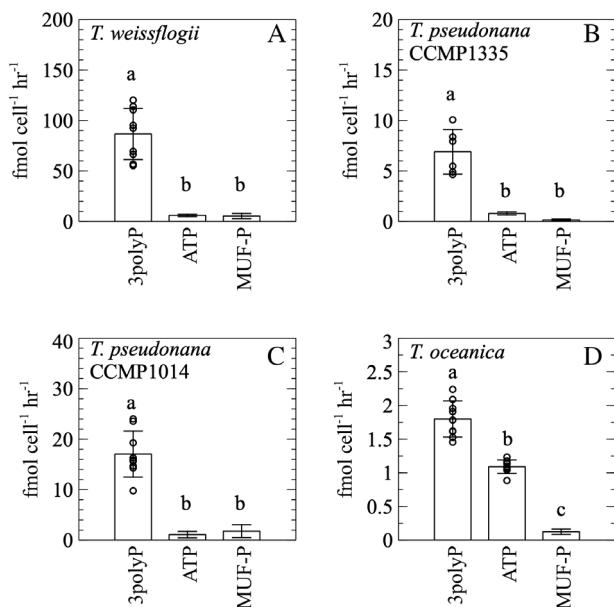 T. weissflogii
A
fmol cell⁻¹ hr⁻¹
200
150
100
50
0
a
b
b
3polyP
ATP
MUF-P
T. pseudonana
CCMP1335
B
fmol cell⁻¹ hr⁻¹
20
15
10
5
0
a
b
b
3polyP
ATP
MUF-P
T. pseudonana
CCMP1014
C
fmol cell⁻¹ hr⁻¹
40
30
20
10
0
a
b
b
3polyP
ATP
MUF-P
T. oceanica
D
fmol cell⁻¹ hr⁻¹
3
2.5
2
1.5
1
0.5
0
a
b
c
3polyP
ATP
MUF-P